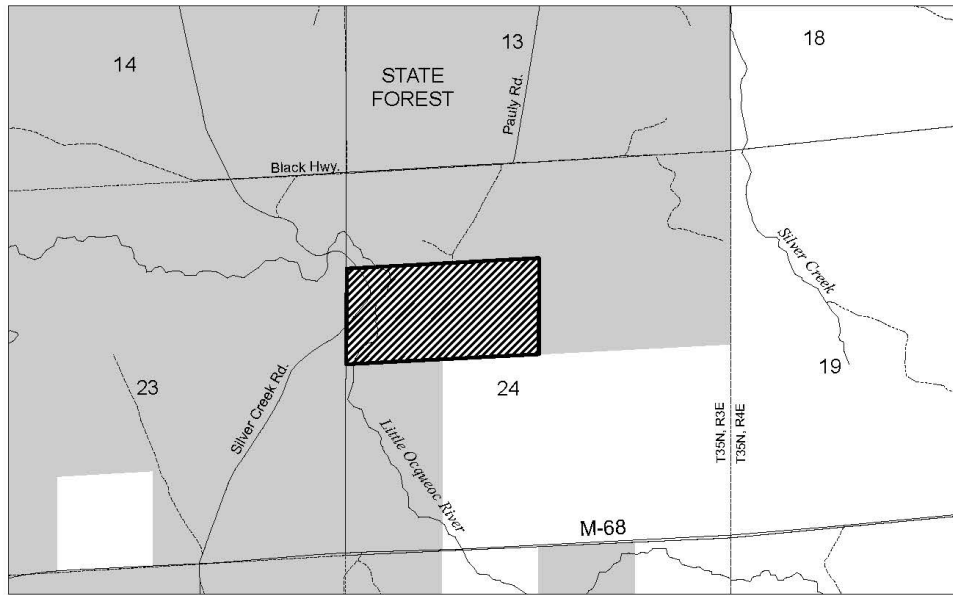 14
13
18
STATE
FOREST
Pauly Rd.
Black Hwy.
Silver Creek
23
Silver Creek Rd.
24
19
T35N, R3E
T35N, R4E
Little Ocqueoc River
M-68